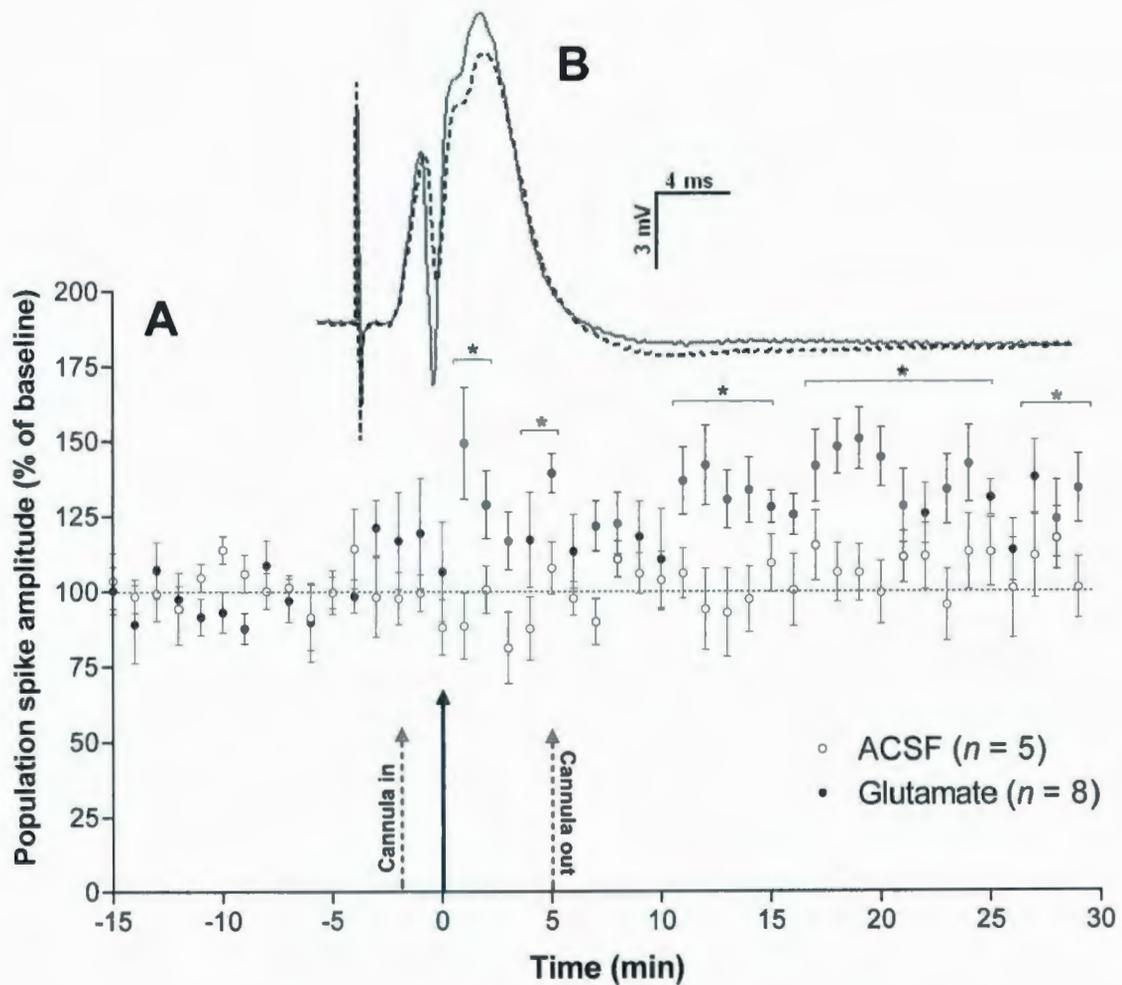 B
4 ms
3 mV
A
Population spike amplitude (% of baseline)
200
175
150
125
100
75
50
25
0
*
*
*
*
*
Cannula in
Cannula out
ACSF (n = 5)
Glutamate (n = 8)
-15
-10
-5
0
5
10
15
20
25
30
Time (min)